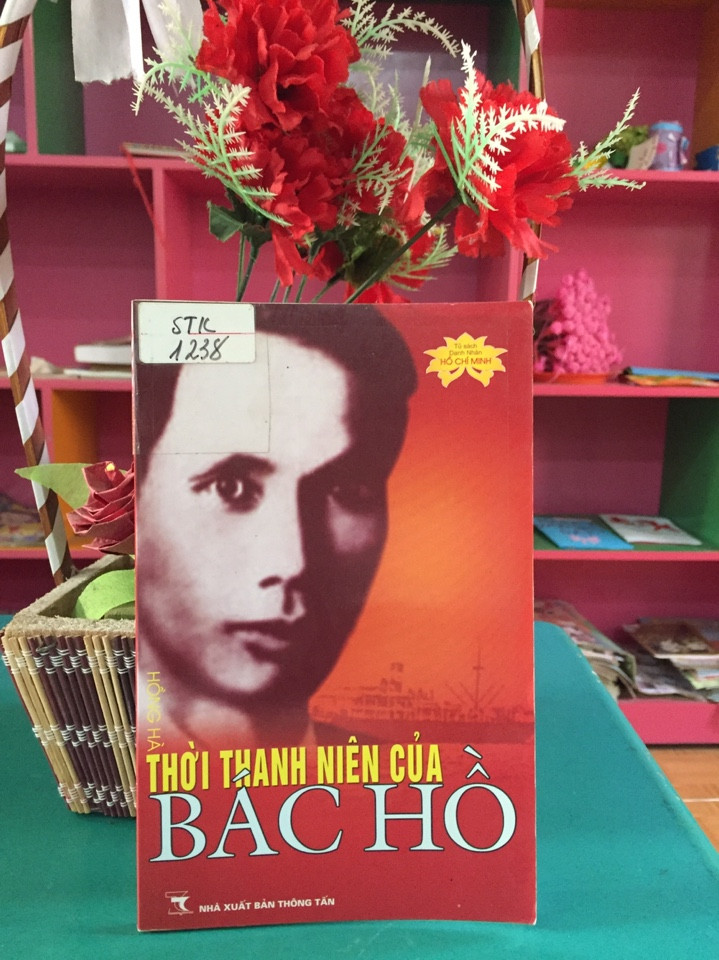 STK
1238
Tủ sách
Danh Nhân
HỒ CHÍ MINH
HỒNG HÀ
THỜI THANH NIÊN CỦA
BÁC HỒ
NHÀ XUẤT BẢN THÔNG TẤN